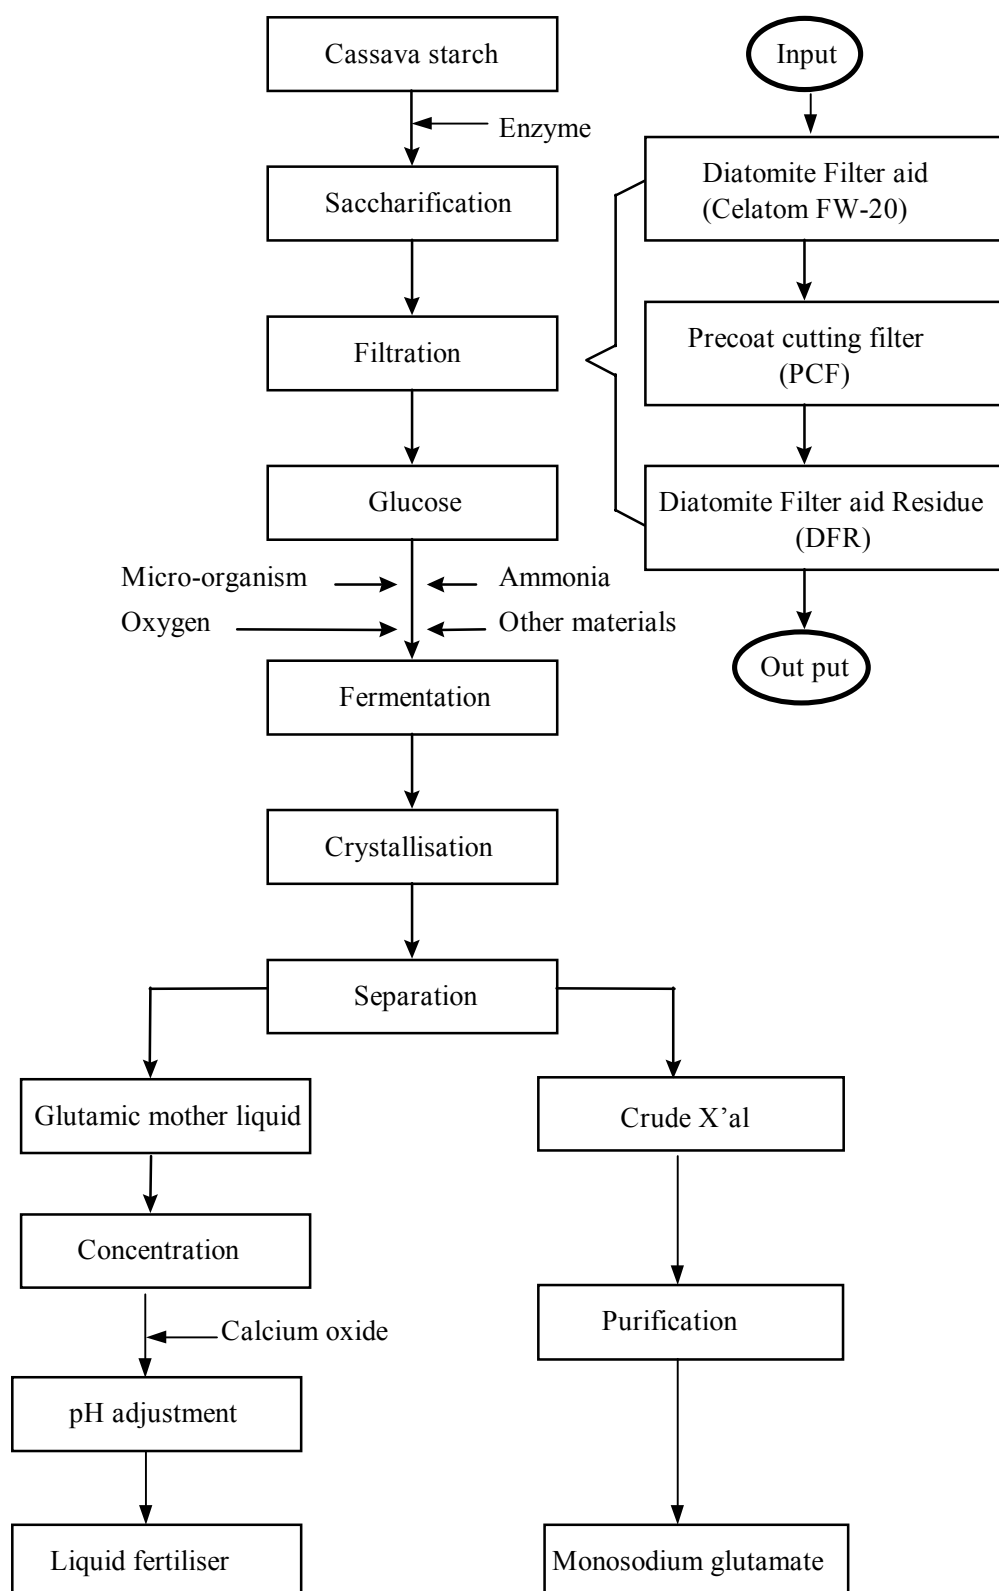 Cassava starch
Enzyme
Saccharification
Filtration
Glucose
Micro-organism
Ammonia
Oxygen
Other materials
Fermentation
Crystallisation
Separation
Glutamic mother liquid
Concentration
Calcium oxide
pH adjustment
Liquid fertiliser
Crude X’al
Purification
Monosodium glutamate
Input
Diatomite Filter aid
(Celatom FW-20)
Precoat cutting filter
(PCF)
Diatomite Filter aid Residue
(DFR)
Out put